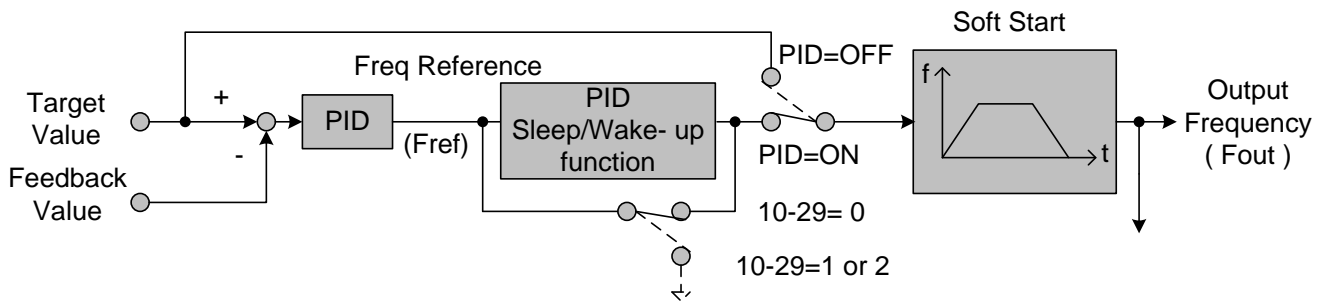 Soft Start
PID=OFF
Freq Reference
f
Target
Value
+
PID
PID
Sleep/Wake- up
function
Output
Frequency
( Fout )
-
(Fref)
PID=ON
t
Feedback
Value
10-29= 0
10-29=1 or 2